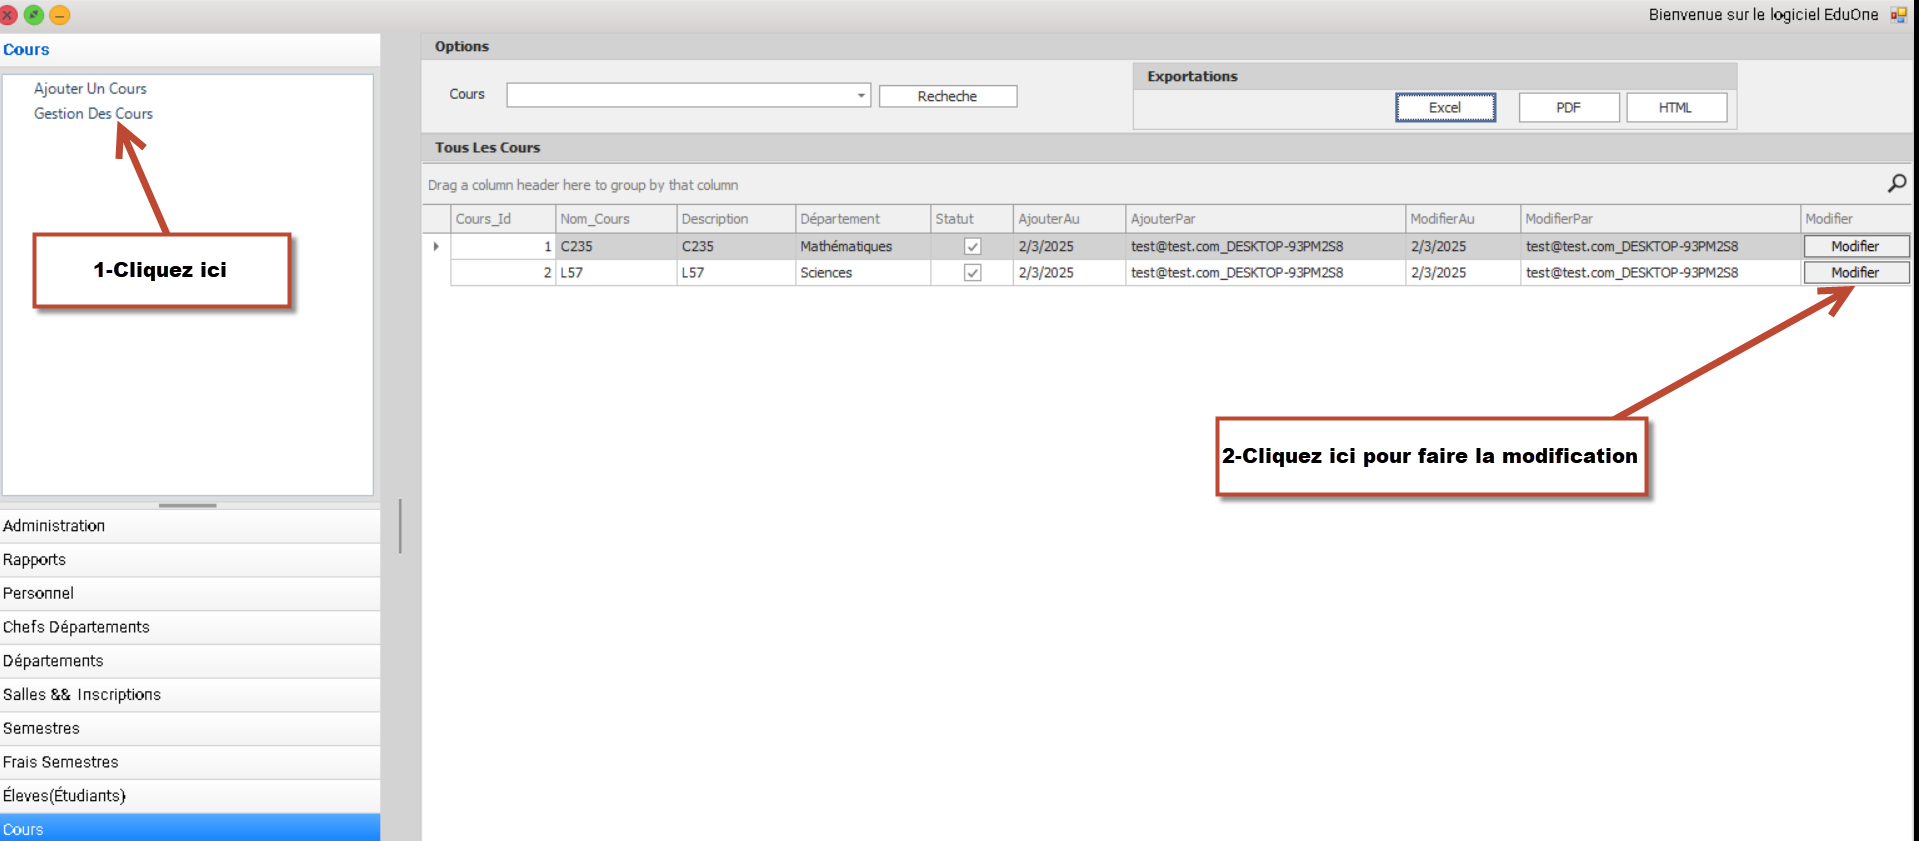 Bienvenue sur le logiciel EduOne
Cours
Ajouter Un Cours
Gestion Des Cours
1-Cliquez ici
Administration
Rapports
Personnel
Chefs Départements
Départements
Salles && Inscriptions
Semestres
Frais Semestres
Éleves(Étudiants)
Cours
Options
Cours
Recheche
Exportations
Excel PDF HTML
Tous Les Cours
Drag a column header here to group by that column
Cours_Id Nom_Cours Description Département Statut AjouterAu AjouterPar ModifierAu ModifierPar Modifier
1 C235 C235 Mathématiques 2/3/2025 test@test.com_DESKTOP-93PM2S8 2/3/2025 test@test.com_DESKTOP-93PM2S8 Modifier
2 L57 L57 Sciences 2/3/2025 test@test.com_DESKTOP-93PM2S8 2/3/2025 test@test.com_DESKTOP-93PM2S8 Modifier
2-Cliquez ici pour faire la modification